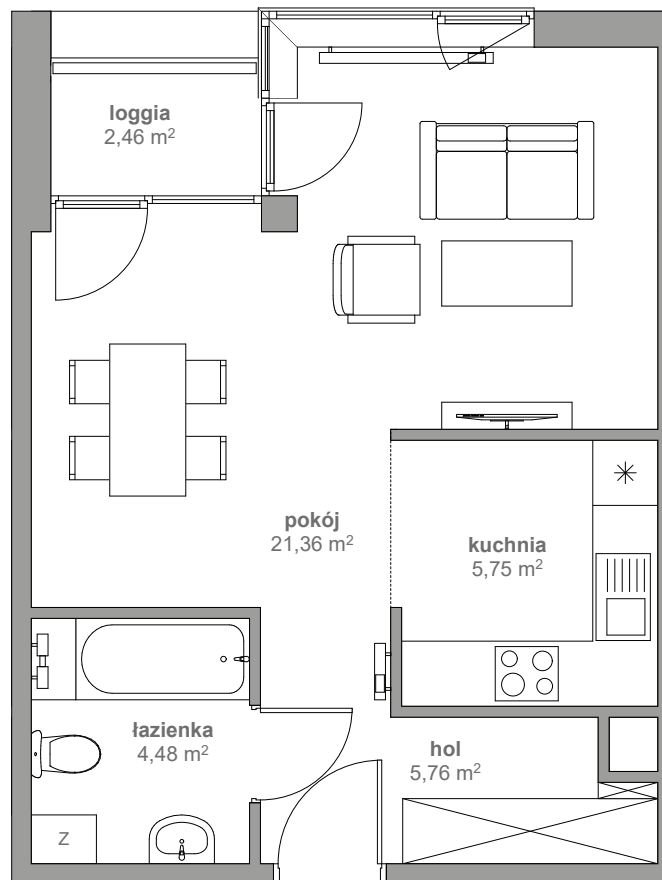 loggia
2,46 m²
pokój
21,36 m²
kuchnia
5,75 m²
łazienka
4,48 m²
hol
5,76 m²
Z